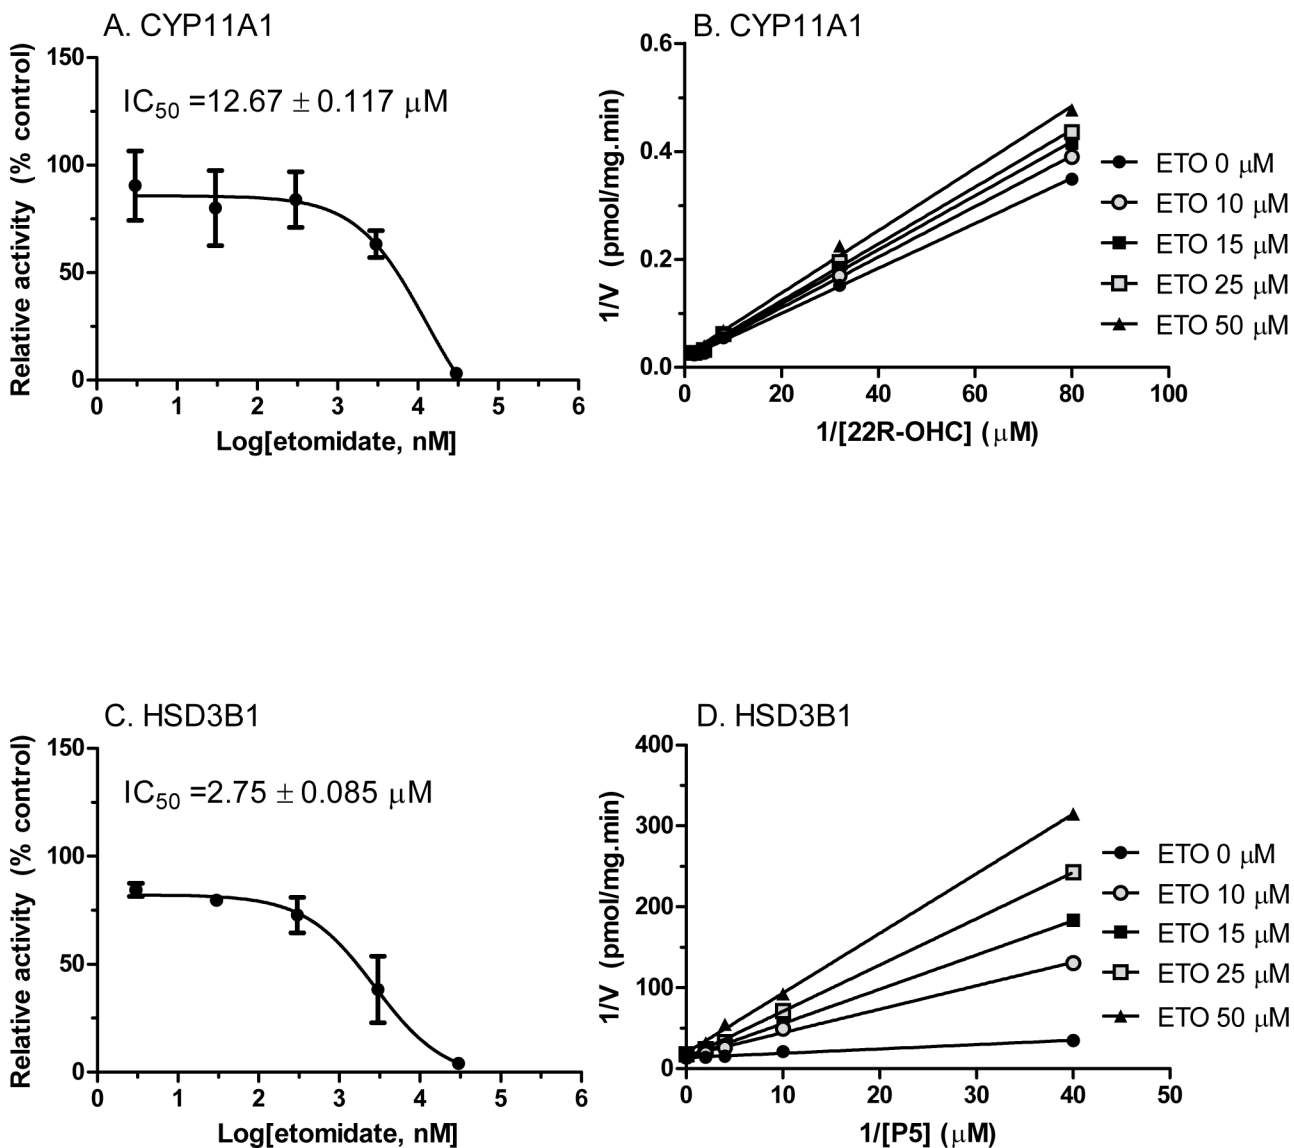 A. CYP11A1
150
100
50
0
Relative activity (% control)
IC50 =12.67 ± 0.117 µM
0 1 2 3 4 5 6
Log[etomidate, nM]
B. CYP11A1
0.6
0.4
0.2
0.0
1/V (pmol/mg.min)
0 20 40 60 80 100
1/[22R-OHC] (µM)
ETO 0 µM
ETO 10 µM
ETO 15 µM
ETO 25 µM
ETO 50 µM
C. HSD3B1
150
100
50
0
Relative activity (% control)
IC50 =2.75 ± 0.085 µM
0 1 2 3 4 5 6
Log[etomidate, nM]
D. HSD3B1
400
300
200
100
0
1/V (pmol/mg.min)
0 10 20 30 40 50
1/[P5] (µM)
ETO 0 µM
ETO 10 µM
ETO 15 µM
ETO 25 µM
ETO 50 µM